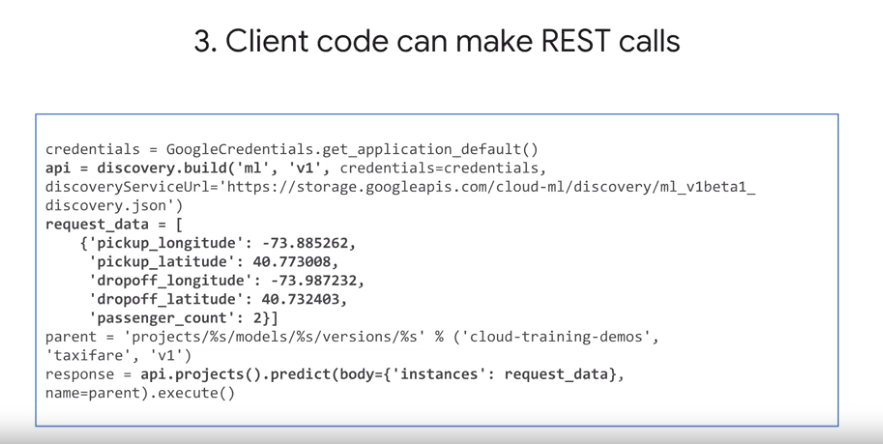 3. Client code can make REST calls
credentials = GoogleCredentials.get_application_default()
api = discovery.build('ml', 'v1', credentials=credentials,
discoveryServiceUrl='https://storage.googleapis.com/cloud-ml/discovery/ml_v1beta1_
discovery.json')
request_data = [
    {'pickup_longitude': -73.885262,
     'pickup_latitude': 40.773008,
     'dropoff_longitude': -73.987232,
     'dropoff_latitude': 40.732403,
     'passenger_count': 2}]
parent = 'projects/%s/models/%s/versions/%s' % ('cloud-training-demos',
'taxifare', 'v1')
response = api.projects().predict(body={'instances': request_data},
name=parent).execute()